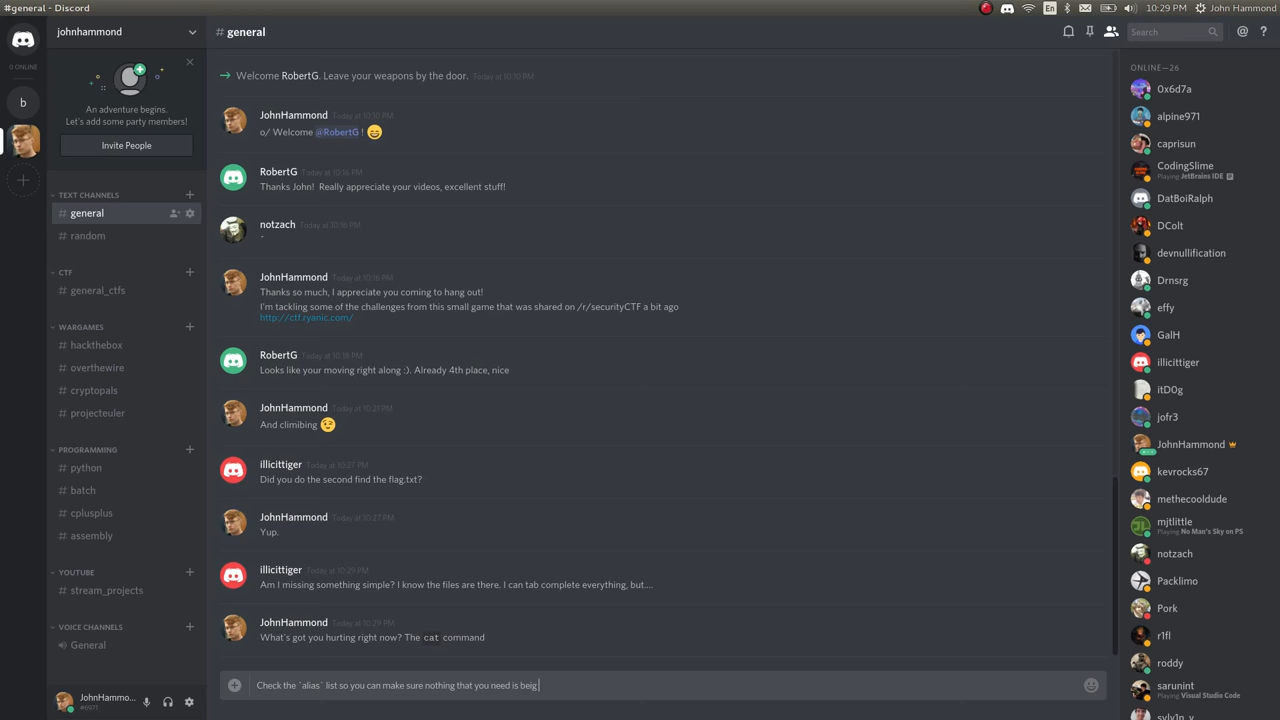 #general - Discord
En
10:29 PM
John Hammond
0 ONLINE
b
johnhammond
An adventure begins.
Let's add some party members!
Invite People
TEXT CHANNELS
# general
# random
CTF
# general_ctfs
WARGAMES
# hackthebox
# overthewire
# cryptopals
# projecteuler
PROGRAMMING
# python
# batch
# cplusplus
# assembly
YOUTUBE
# stream_projects
VOICE CHANNELS
General
JohnHammo...
#6971
# general
Search
Welcome RobertG. Leave your weapons by the door. Today at 10:10 PM
JohnHammond Today at 10:10 PM
o/ Welcome @RobertG ! 😄
RobertG Today at 10:16 PM
Thanks John! Really appreciate your videos, excellent stuff!
notzach Today at 10:16 PM
JohnHammond Today at 10:16 PM
Thanks so much, I appreciate you coming to hang out!
I'm tackling some of the challenges from this small game that was shared on /r/securityCTF a bit ago
http://ctf.ryanic.com/
RobertG Today at 10:19 PM
Looks like your moving right along :). Already 4th place, nice
JohnHammond Today at 10:21 PM
And climibing 😉
illicittiger Today at 10:27 PM
Did you do the second find the flag.txt?
JohnHammond Today at 10:27 PM
Yup.
illicittiger Today at 10:29 PM
Am I missing something simple? I know the files are there. I can tab complete everything, but....
JohnHammond Today at 10:29 PM
What's got you hurting right now? The cat command
Check the `alias` list so you can make sure nothing that you need is beig
ONLINE—26
0x6d7a
alpine971
caprisun
CodingSlime
Playing JetBrains IDE
DatBoiRalph
DColt
devnullification
Drnsrg
effy
GalH
illicittiger
itD0g
jofr3
JohnHammond
kevrocks67
methecooldude
mjtlittle
Playing No Man's Sky on PS
notzach
Packlimo
Pork
r1fl
roddy
sarunint
Playing Visual Studio Code